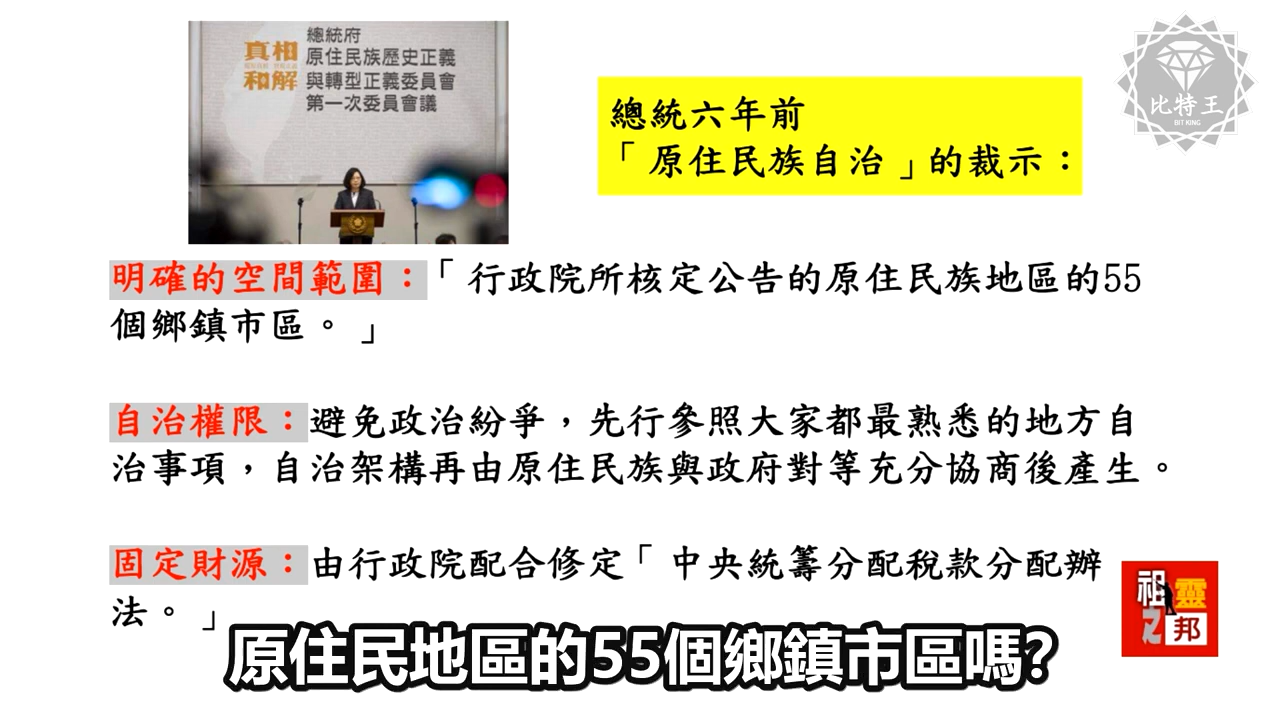 總統府
真相
和解
原住民族歷史正義
與轉型正義委員會
第一次委員會議
比特王
BIT KING
總統六年前
「原住民族自治」的裁示：
明確的空間範圍：「行政院所核定公告的原住民族地區的55
個鄉鎮市區。」
自治權限：避免政治紛爭，先行參照大家都最熟悉的地方自
治事項，自治架構再由原住民族與政府對等充分協商後產生。
固定財源：由行政院配合修定「中央統籌分配稅款分配辦
法。」
祖靈之邦
原住民地區的55個鄉鎮市區嗎?